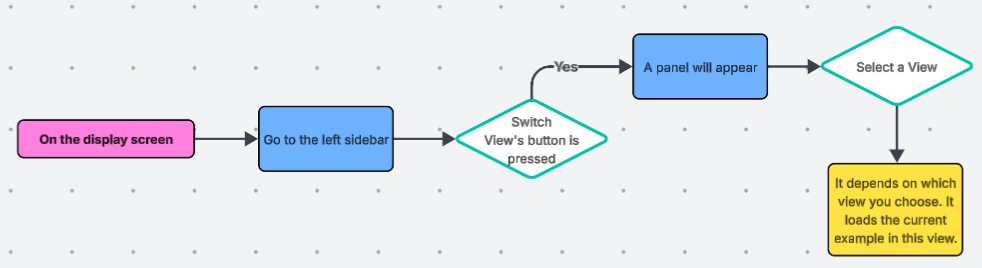 On the display screen
Go to the left sidebar
Switch
View's button is
pressed
Yes
A panel will appear
Select a View
It depends on which
view you choose. It
loads the current
example in this view.